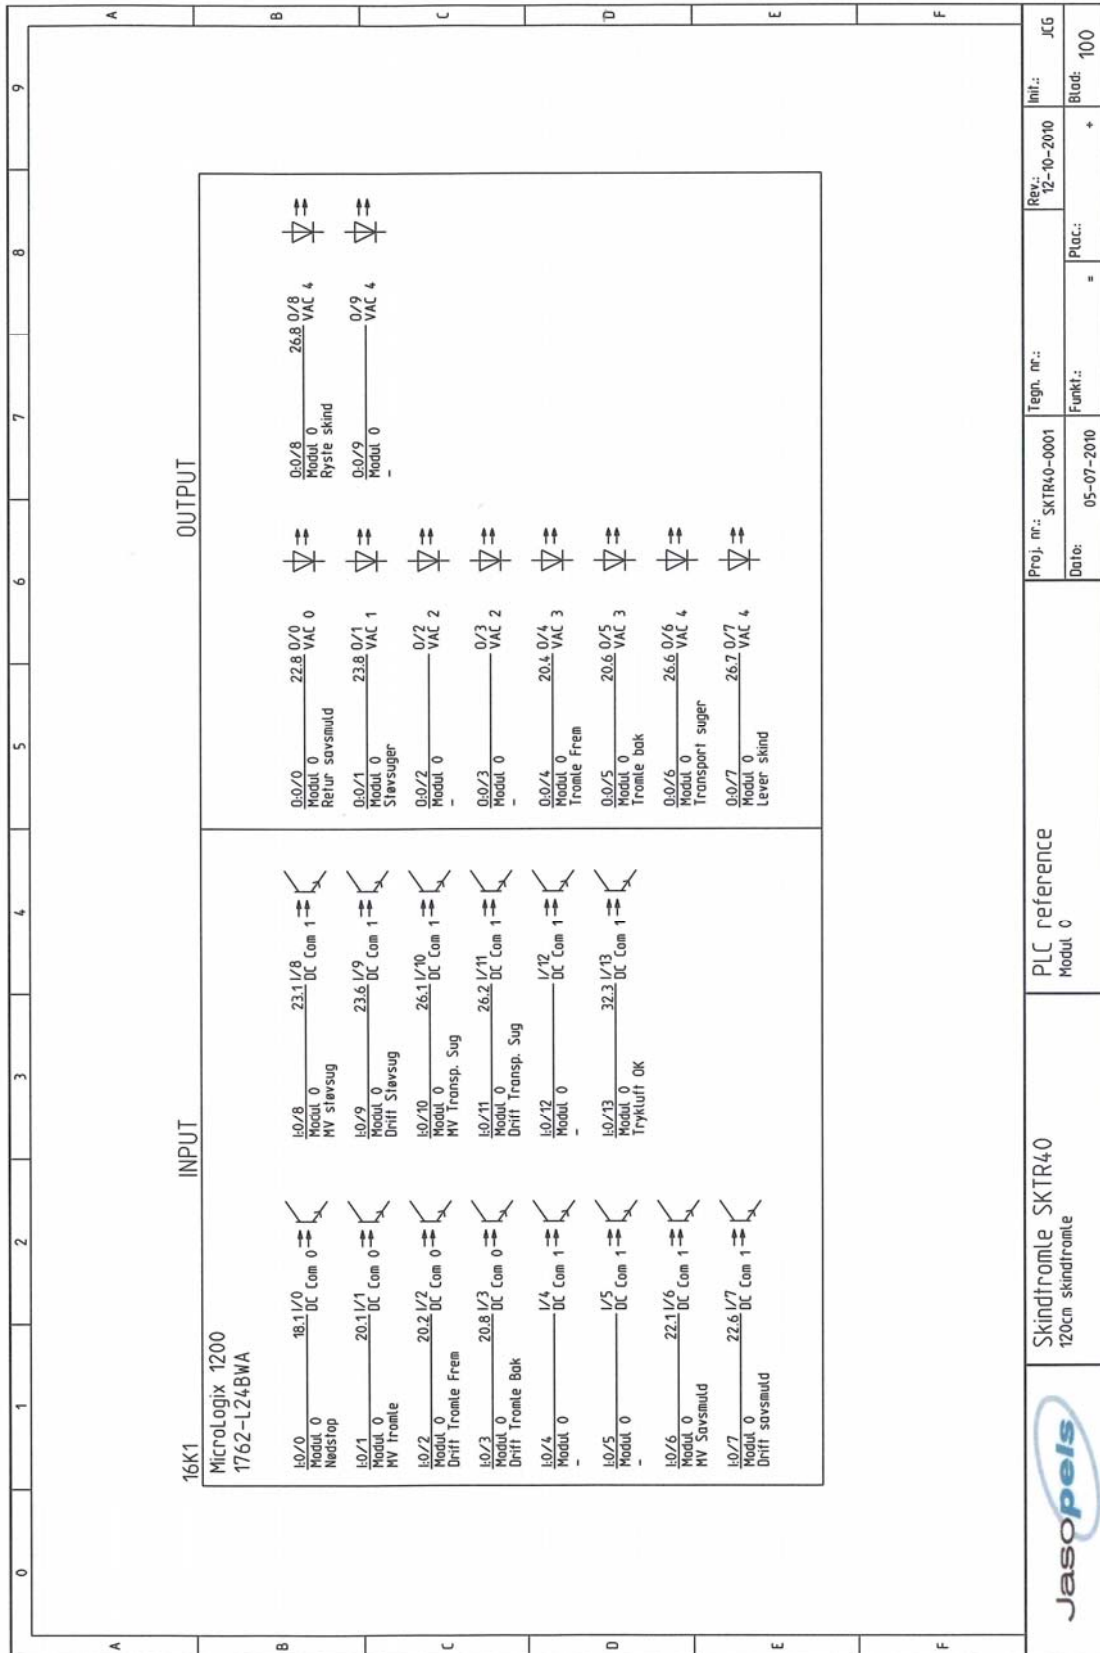 0 1 2 3 4 5 6 7 8 9
A A
B B
C C
D D
E E
F F
16K1
INPUT
OUTPUT
MicroLogix 1200
1762-L24BWA
I:0/0 18.1 I/0
Modul 0 DC Com 0
Nødstop
I:0/1 20.1 I/1
Modul 0 DC Com 0
MV tromle
I:0/2 20.2 I/2
Modul 0 DC Com 0
Drift Tromle Frem
I:0/3 20.8 I/3
Modul 0 DC Com 0
Drift Tromle Bak
I:0/4 I/4
Modul 0 DC Com 1
-
I:0/5 I/5
Modul 0 DC Com 1
-
I:0/6 22.1 I/6
Modul 0 DC Com 1
MV Savsmuld
I:0/7 22.6 I/7
Modul 0 DC Com 1
Drift savsmuld
I:0/8 23.1 I/8
Modul 0 DC Com 1
MV støvsug
I:0/9 23.6 I/9
Modul 0 DC Com 1
Drift Støvsug
I:0/10 26.1 I/10
Modul 0 DC Com 1
MV Transp. Sug
I:0/11 26.2 I/11
Modul 0 DC Com 1
Drift Transp. Sug
I:0/12 I/12
Modul 0 DC Com 1
-
I:0/13 32.3 I/13
Modul 0 DC Com 1
Trykluft OK
O:0/0 22.8 O/0
Modul 0 VAC 0
Retur savsmuld
O:0/1 23.8 O/1
Modul 0 VAC 1
Støvsuger
O:0/2 O/2
Modul 0 VAC 2
-
O:0/3 O/3
Modul 0 VAC 2
-
O:0/4 20.4 O/4
Modul 0 VAC 3
Tromle Frem
O:0/5 20.6 O/5
Modul 0 VAC 3
Tromle bak
O:0/6 26.6 O/6
Modul 0 VAC 4
Transport suger
O:0/7 26.7 O/7
Modul 0 VAC 4
Lever skind
O:0/8 26.8 O/8
Modul 0 VAC 4
Ryste skind
O:0/9 O/9
Modul 0 VAC 4
-
Jasopels
Skindtromle SKTR40
120cm skindtromle
PLC reference
Modul 0
Proj. nr.: SKTR40-0001
Tegn. nr.:
Rev.: 12-10-2010
Init.: JCG
Dato: 05-07-2010
Funkt.: =
Plac.: +
Blad: 100